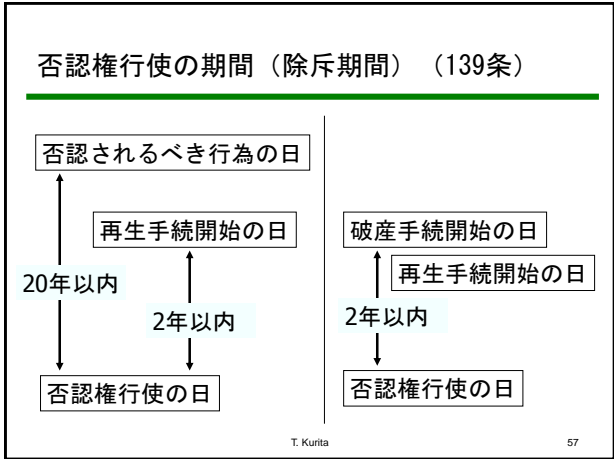 否認権行使の期間（除斥期間）（139条）
否認されるべき行為の日
再生手続開始の日
20年以内
2年以内
否認権行使の日
破産手続開始の日
再生手続開始の日
2年以内
否認権行使の日
T. Kurita
57